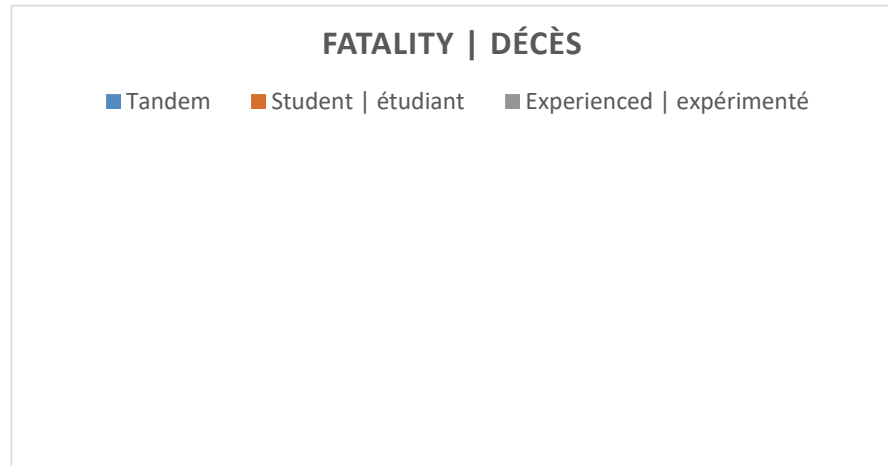 FATALITY | DÉCÈS
Tandem Student | étudiant Experienced | expérimenté